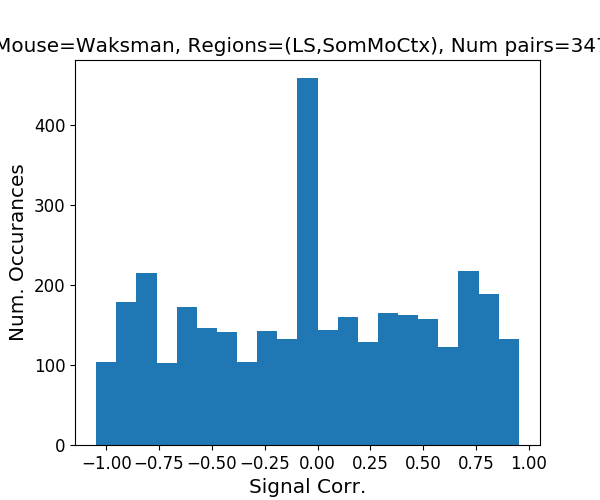 Mouse=Waksman, Regions=(LS,SomMoCtx), Num pairs=347
Num. Occurances
400
300
200
100
0
−1.00 −0.75 −0.50 −0.25 0.00 0.25 0.50 0.75 1.00
Signal Corr.